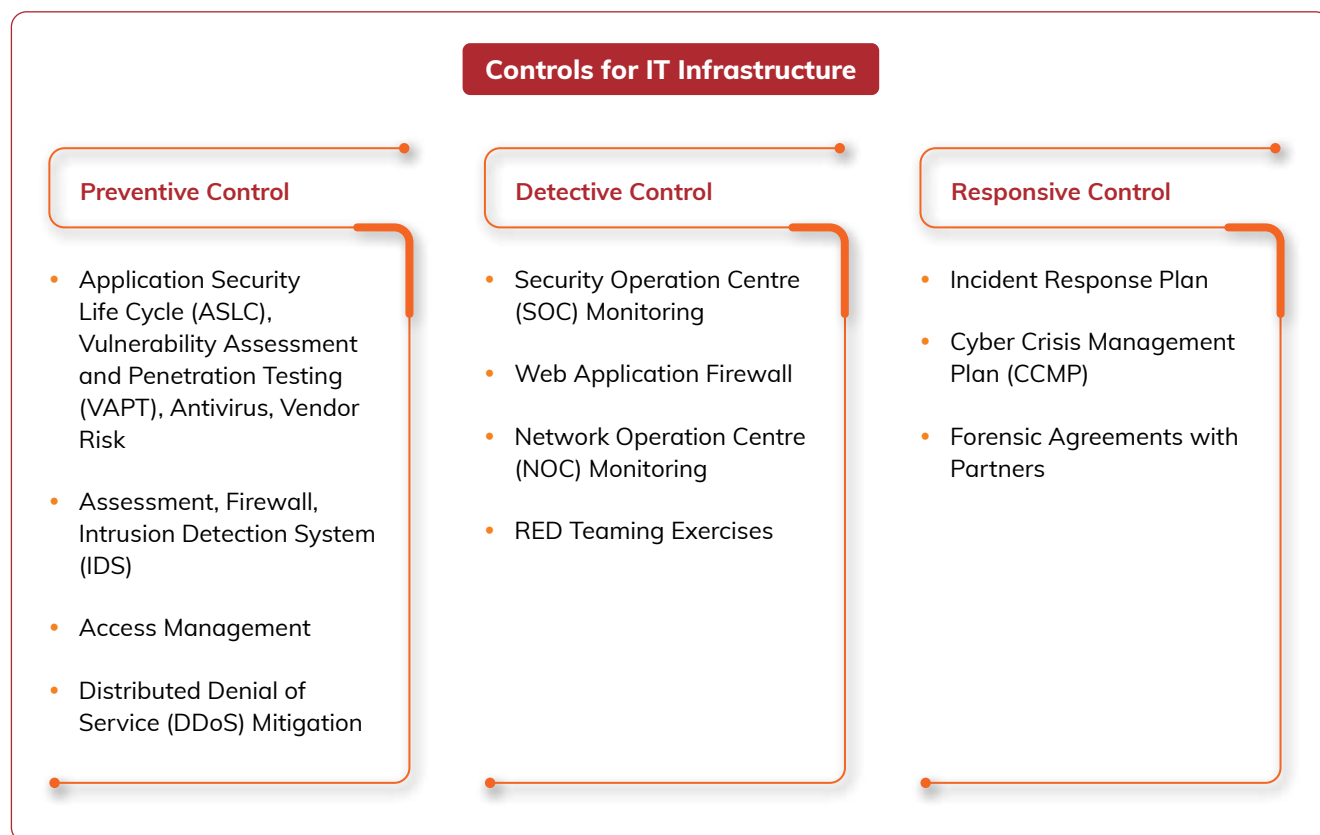 Controls for IT Infrastructure
Preventive Control
• Application Security
Life Cycle (ASLC),
Vulnerability Assessment
and Penetration Testing
(VAPT), Antivirus, Vendor
Risk
• Assessment, Firewall,
Intrusion Detection System
(IDS)
• Access Management
• Distributed Denial of
Service (DDoS) Mitigation
Detective Control
• Security Operation Centre
(SOC) Monitoring
• Web Application Firewall
• Network Operation Centre
(NOC) Monitoring
• RED Teaming Exercises
Responsive Control
• Incident Response Plan
• Cyber Crisis Management
Plan (CCMP)
• Forensic Agreements with
Partners